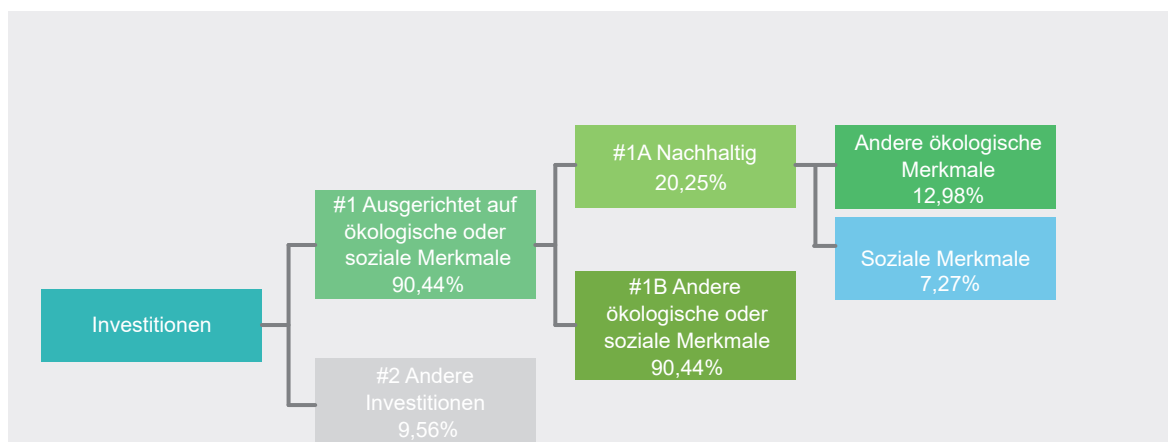 Investitionen
#1 Ausgerichtet auf
ökologische oder
soziale Merkmale
90,44%
#2 Andere
Investitionen
9,56%
#1A Nachhaltig
20,25%
#1B Andere
ökologische oder
soziale Merkmale
90,44%
Andere ökologische
Merkmale
12,98%
Soziale Merkmale
7,27%